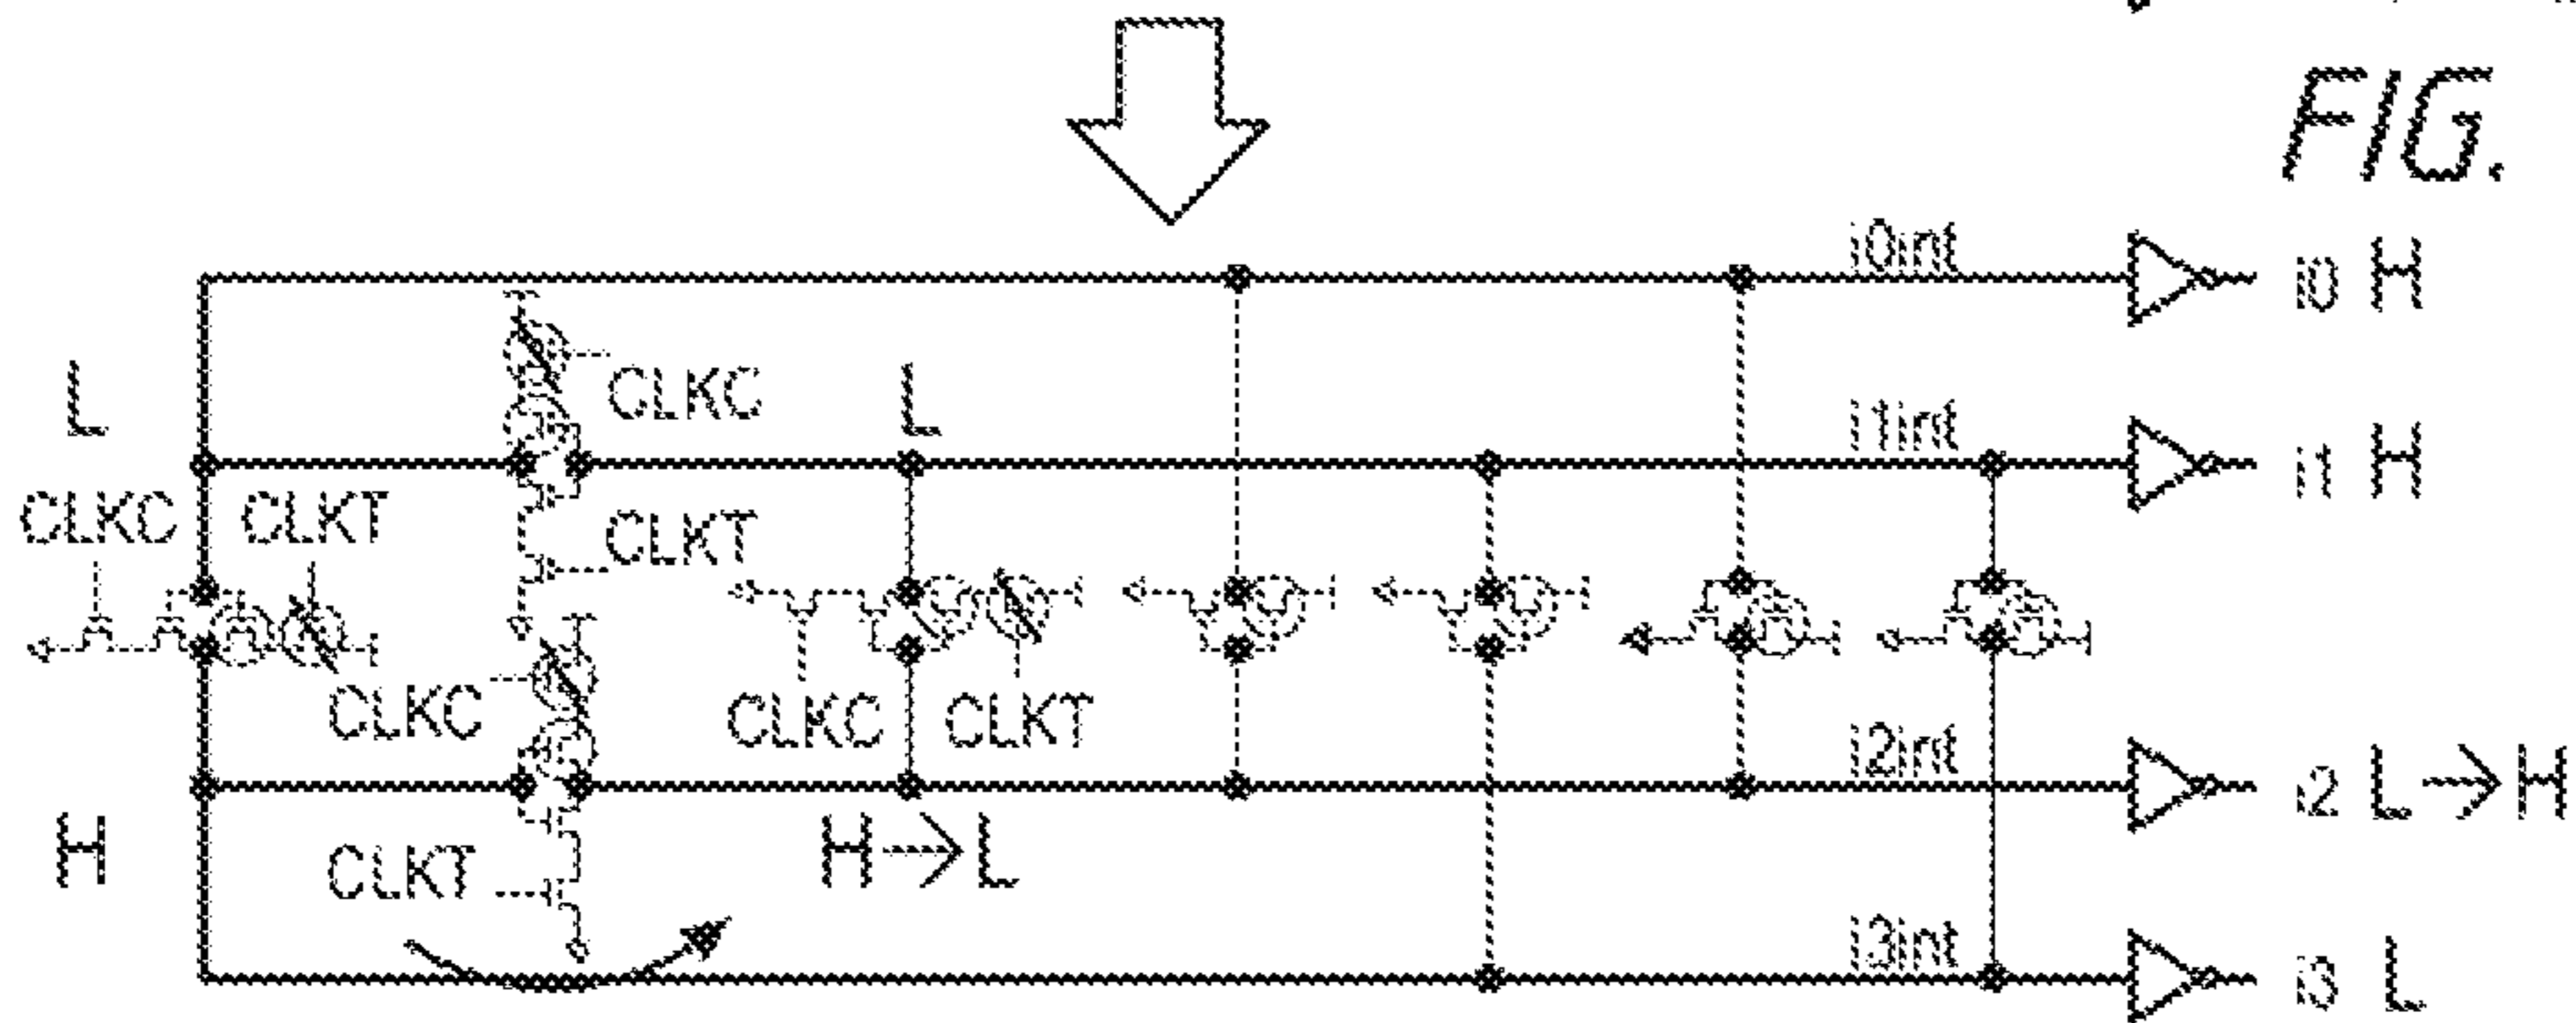 FIG.
i0int
i0 H
L
CLKC
L
i1int
i1 H
CLKC
CLKT
CLKT
CLKC
CLKC
CLKT
i2int
i2 L→H
H
CLKT
H→L
i3int
i3 L